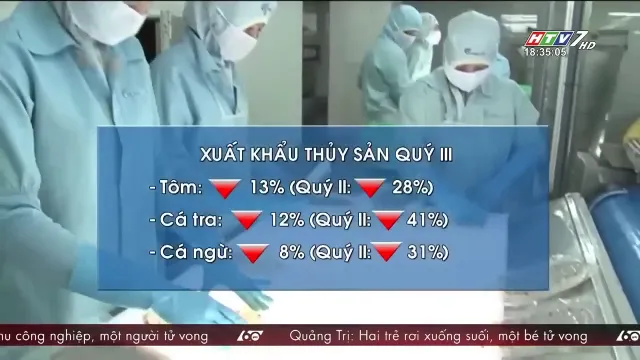 HTV7 HD
18:35:05
XUẤT KHẨU THỦY SẢN QUÝ III
- Tôm: 13% (Quý II: 28%)
- Cá tra: 12% (Quý II: 41%)
- Cá ngừ: 8% (Quý II: 31%)
hu công nghiệp, một người tử vong 60 Quảng Trị: Hai trẻ rơi xuống suối, một bé tử vong 60